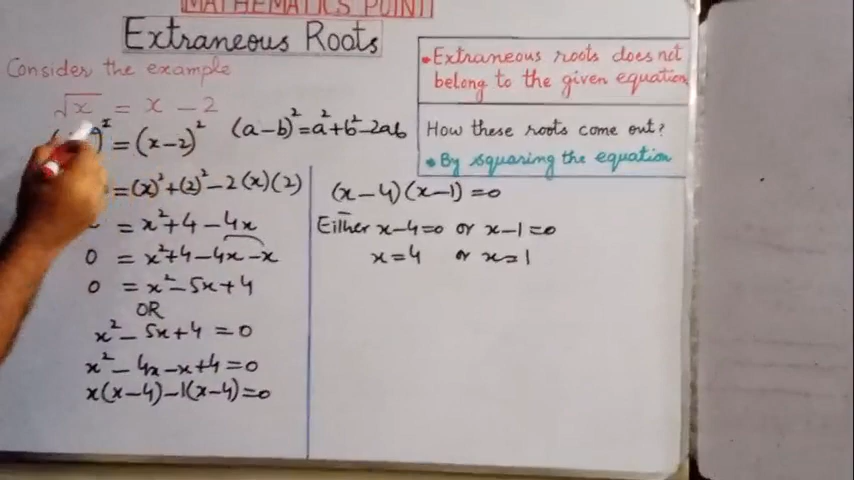 MATHEMATICS POINT
Extraneous Roots
Consider the example
√x = x - 2
= (x-2)² (a-b)² = a² + b² - 2ab
= (x)² + (2)² - 2(x)(2)
= x² + 4 - 4x
0 = x² + 4 - 4x - x
0 = x² - 5x + 4
OR
x² - 5x + 4 = 0
x² - 4x - x + 4 = 0
x(x-4) - 1(x-4) = 0
• Extraneous roots does not
belong to the given equation
How these roots come out?
• By squaring the equation
(x-4)(x-1) = 0
Either x-4=0 or x-1=0
x=4 or x=1